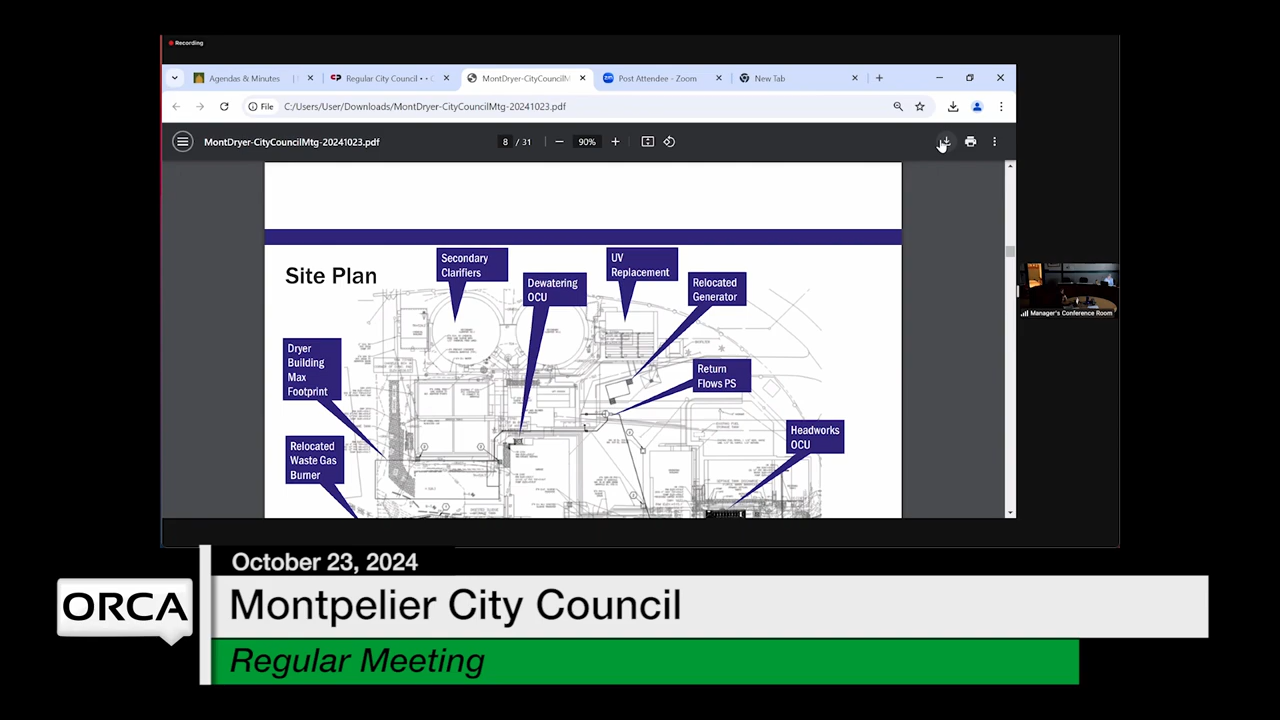 Recording
Agendas & Minutes
Regular City Council • • C
MontDryer-CityCouncilM
Post Attendee - Zoom
New Tab
File
C:/Users/User/Downloads/MontDryer-CityCouncilMtg-20241023.pdf
MontDryer-CityCouncilMtg-20241023.pdf
8 / 31
90%
Site Plan
Secondary
Clarifiers
Dewatering
OCU
UV
Replacement
Relocated
Generator
Dryer
Building
Max
Footprint
Return
Flows PS
Relocated
Waste Gas
Burner
Headworks
OCU
Manager's Conference Room
October 23, 2024
ORCA
Montpelier City Council
Regular Meeting